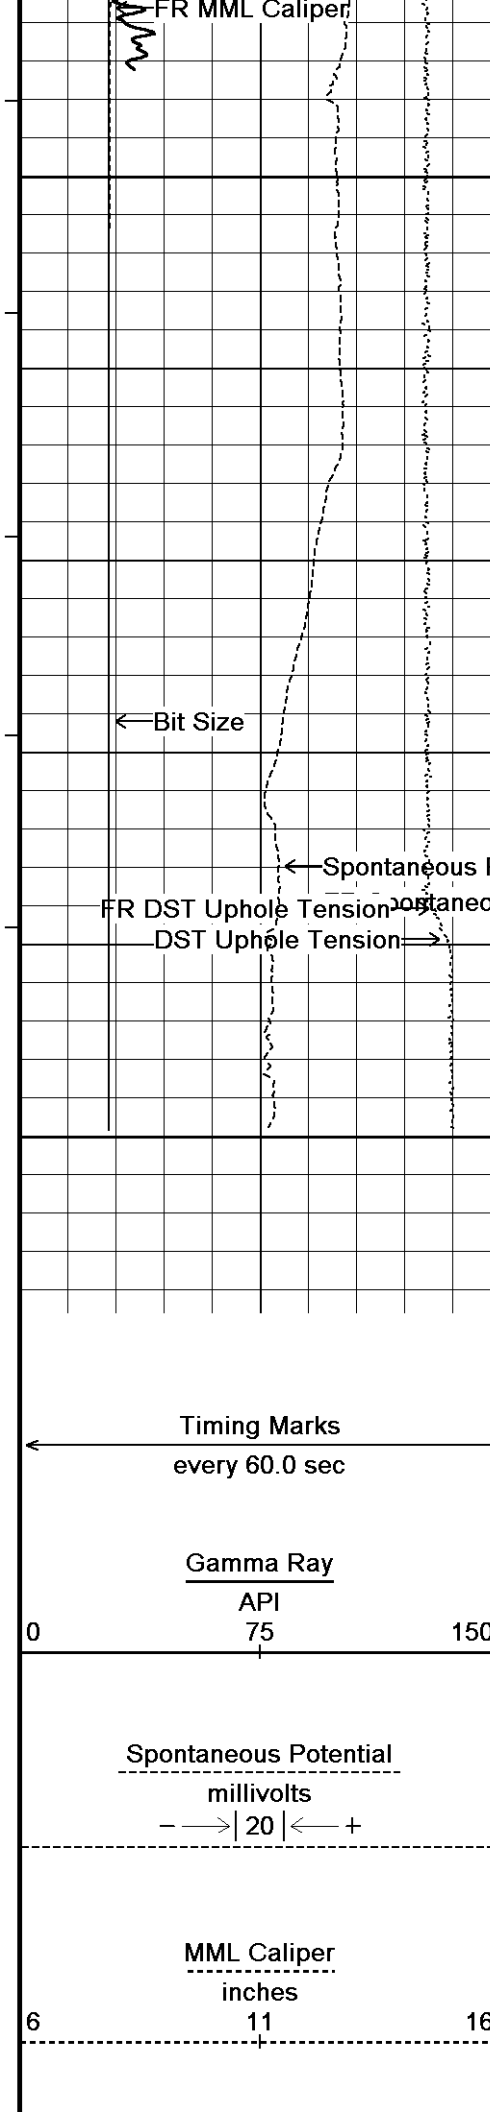 FR MML Caliper
Bit Size
Spontaneous
FR DST Uphole Tension
DST Uphole Tension
Timing Marks
every 60.0 sec
Gamma Ray
API
0 75 150
Spontaneous Potential
millivolts
− 20 +
MML Caliper
inches
6 11 16